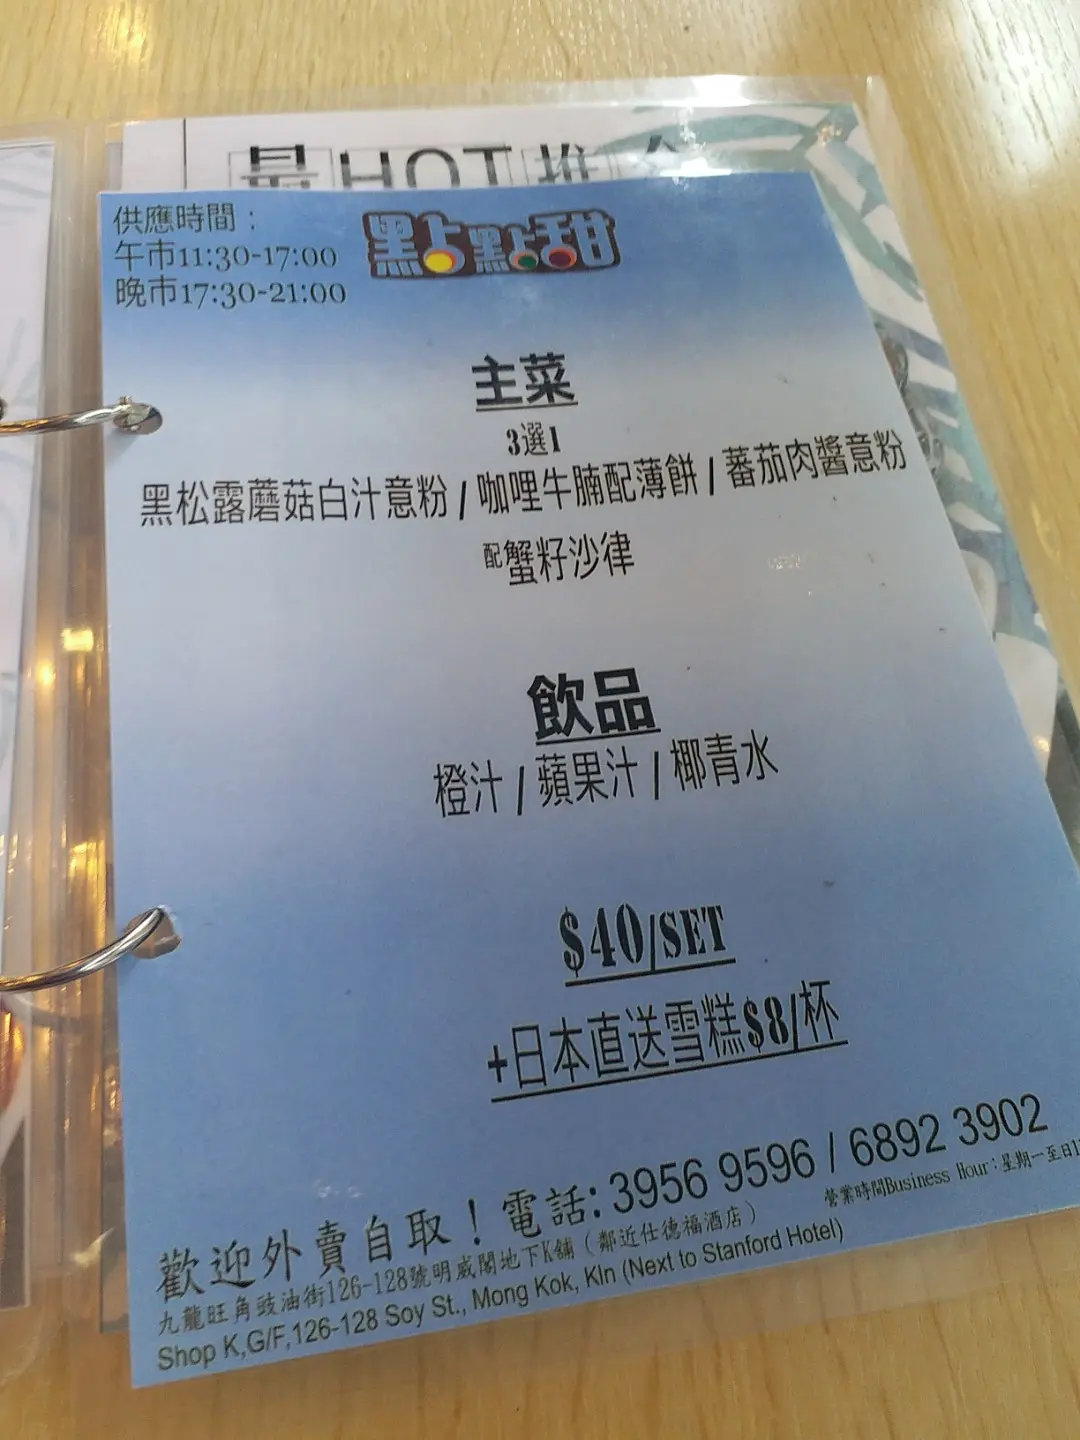 最HOT推介
供應時間：
午市11:30-17:00
晚市17:30-21:00
點點甜
主菜
3選1
黑松露蘑菇白汁意粉 / 咖哩牛腩配薄餅 / 蕃茄肉醬意粉
配蟹籽沙律
飲品
橙汁 / 蘋果汁 / 椰青水
$40/SET
+日本直送雪糕$8/杯
歡迎外賣自取！電話: 3956 9596 / 6892 3902
營業時間Business Hour:星期一至日
九龍旺角豉油街126-128號明威閣地下K舖（鄰近仕德福酒店）
Shop K,G/F,126-128 Soy St., Mong Kok, Kln (Next to Stanford Hotel)